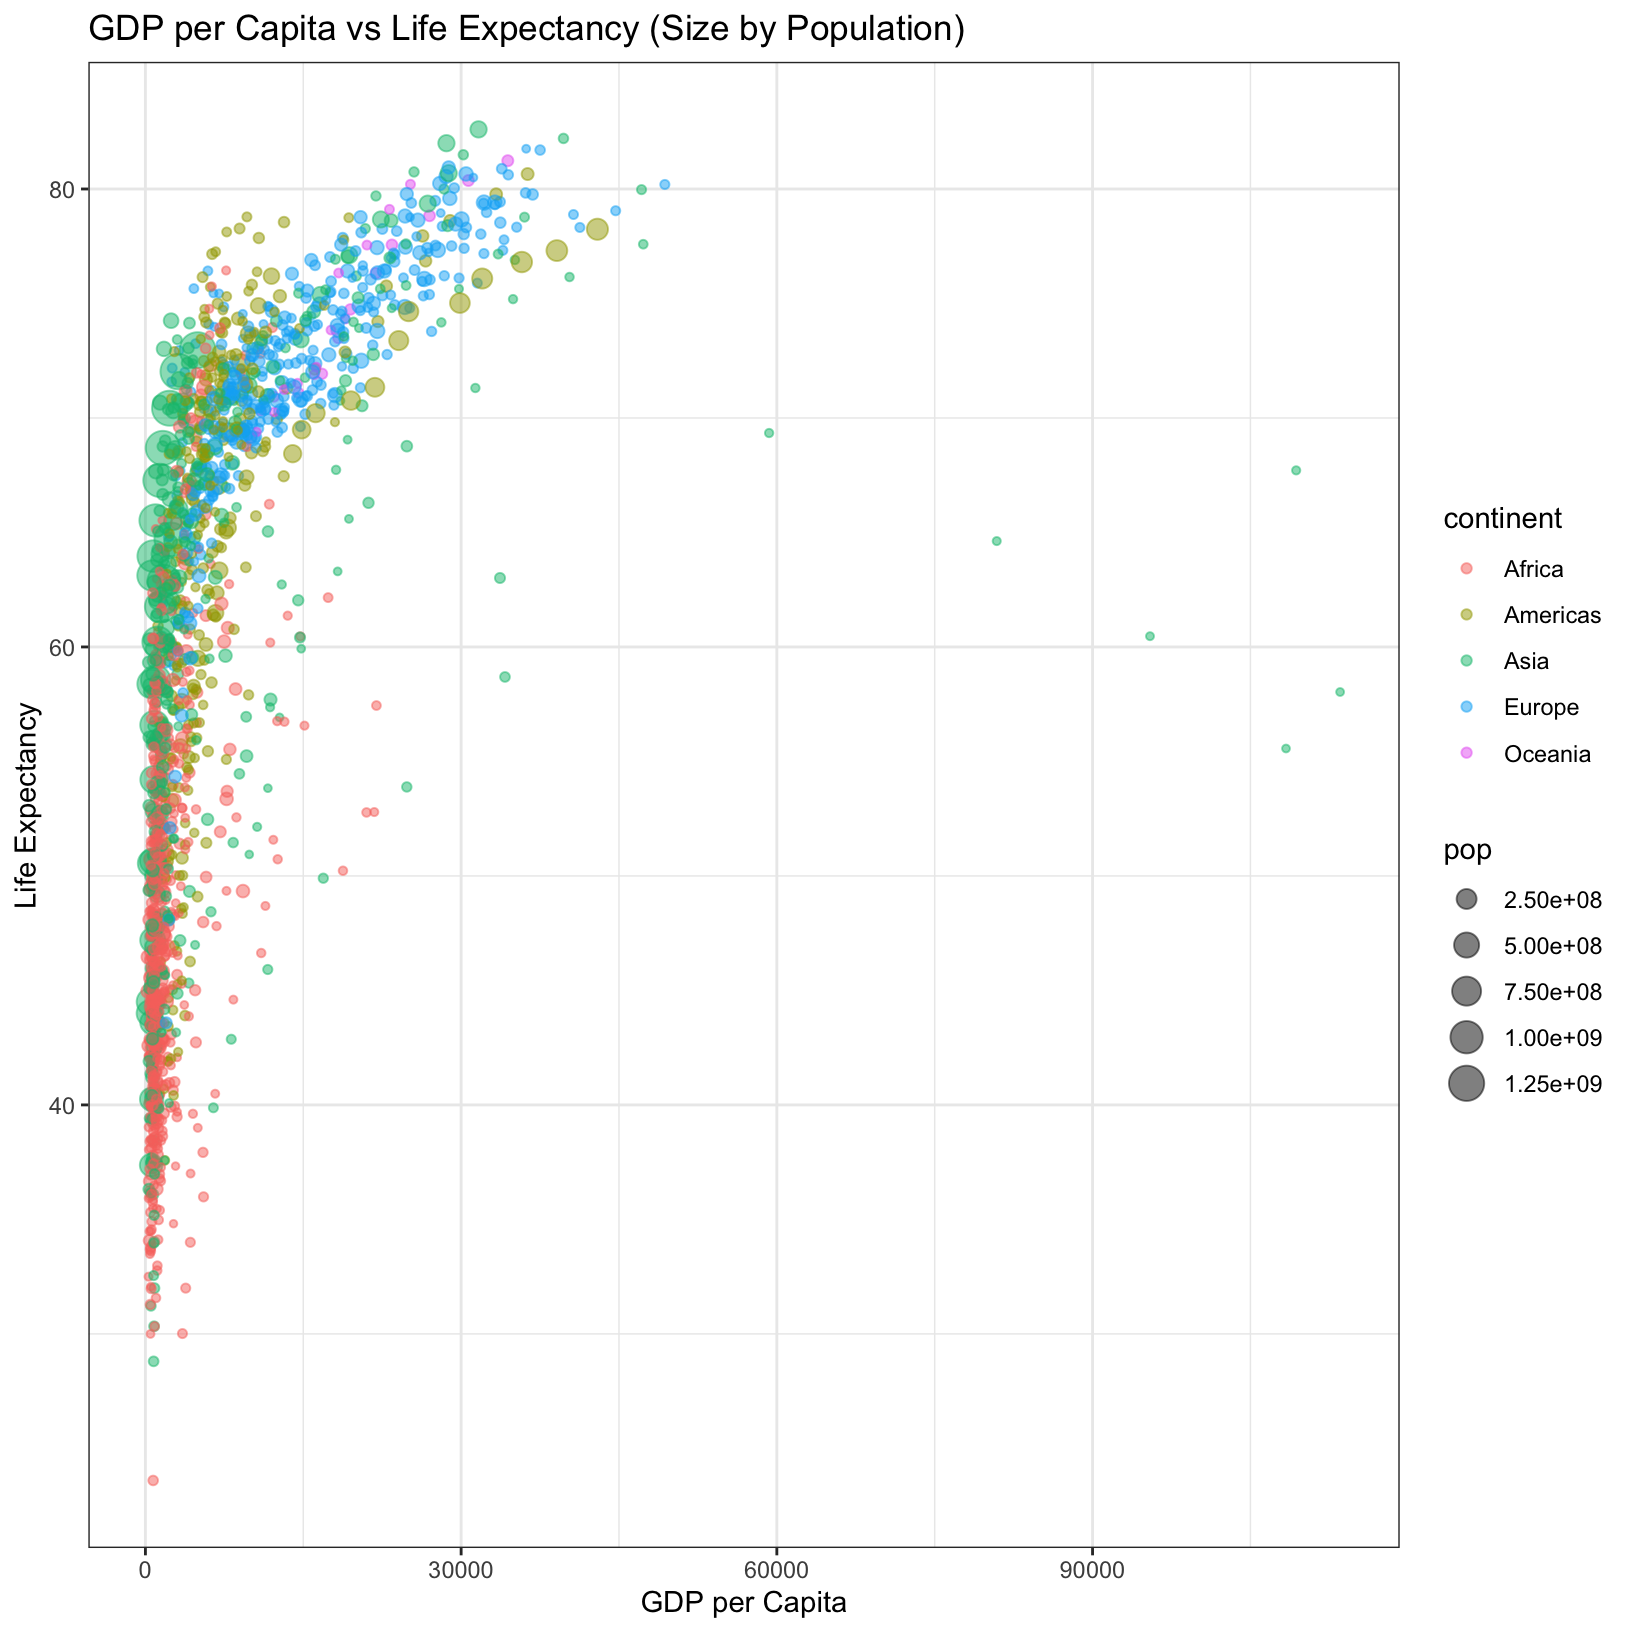 GDP per Capita vs Life Expectancy (Size by Population)
Life Expectancy
80
60
40
0
30000
60000
90000
GDP per Capita
continent
Africa
Americas
Asia
Europe
Oceania
pop
2.50e+08
5.00e+08
7.50e+08
1.00e+09
1.25e+09